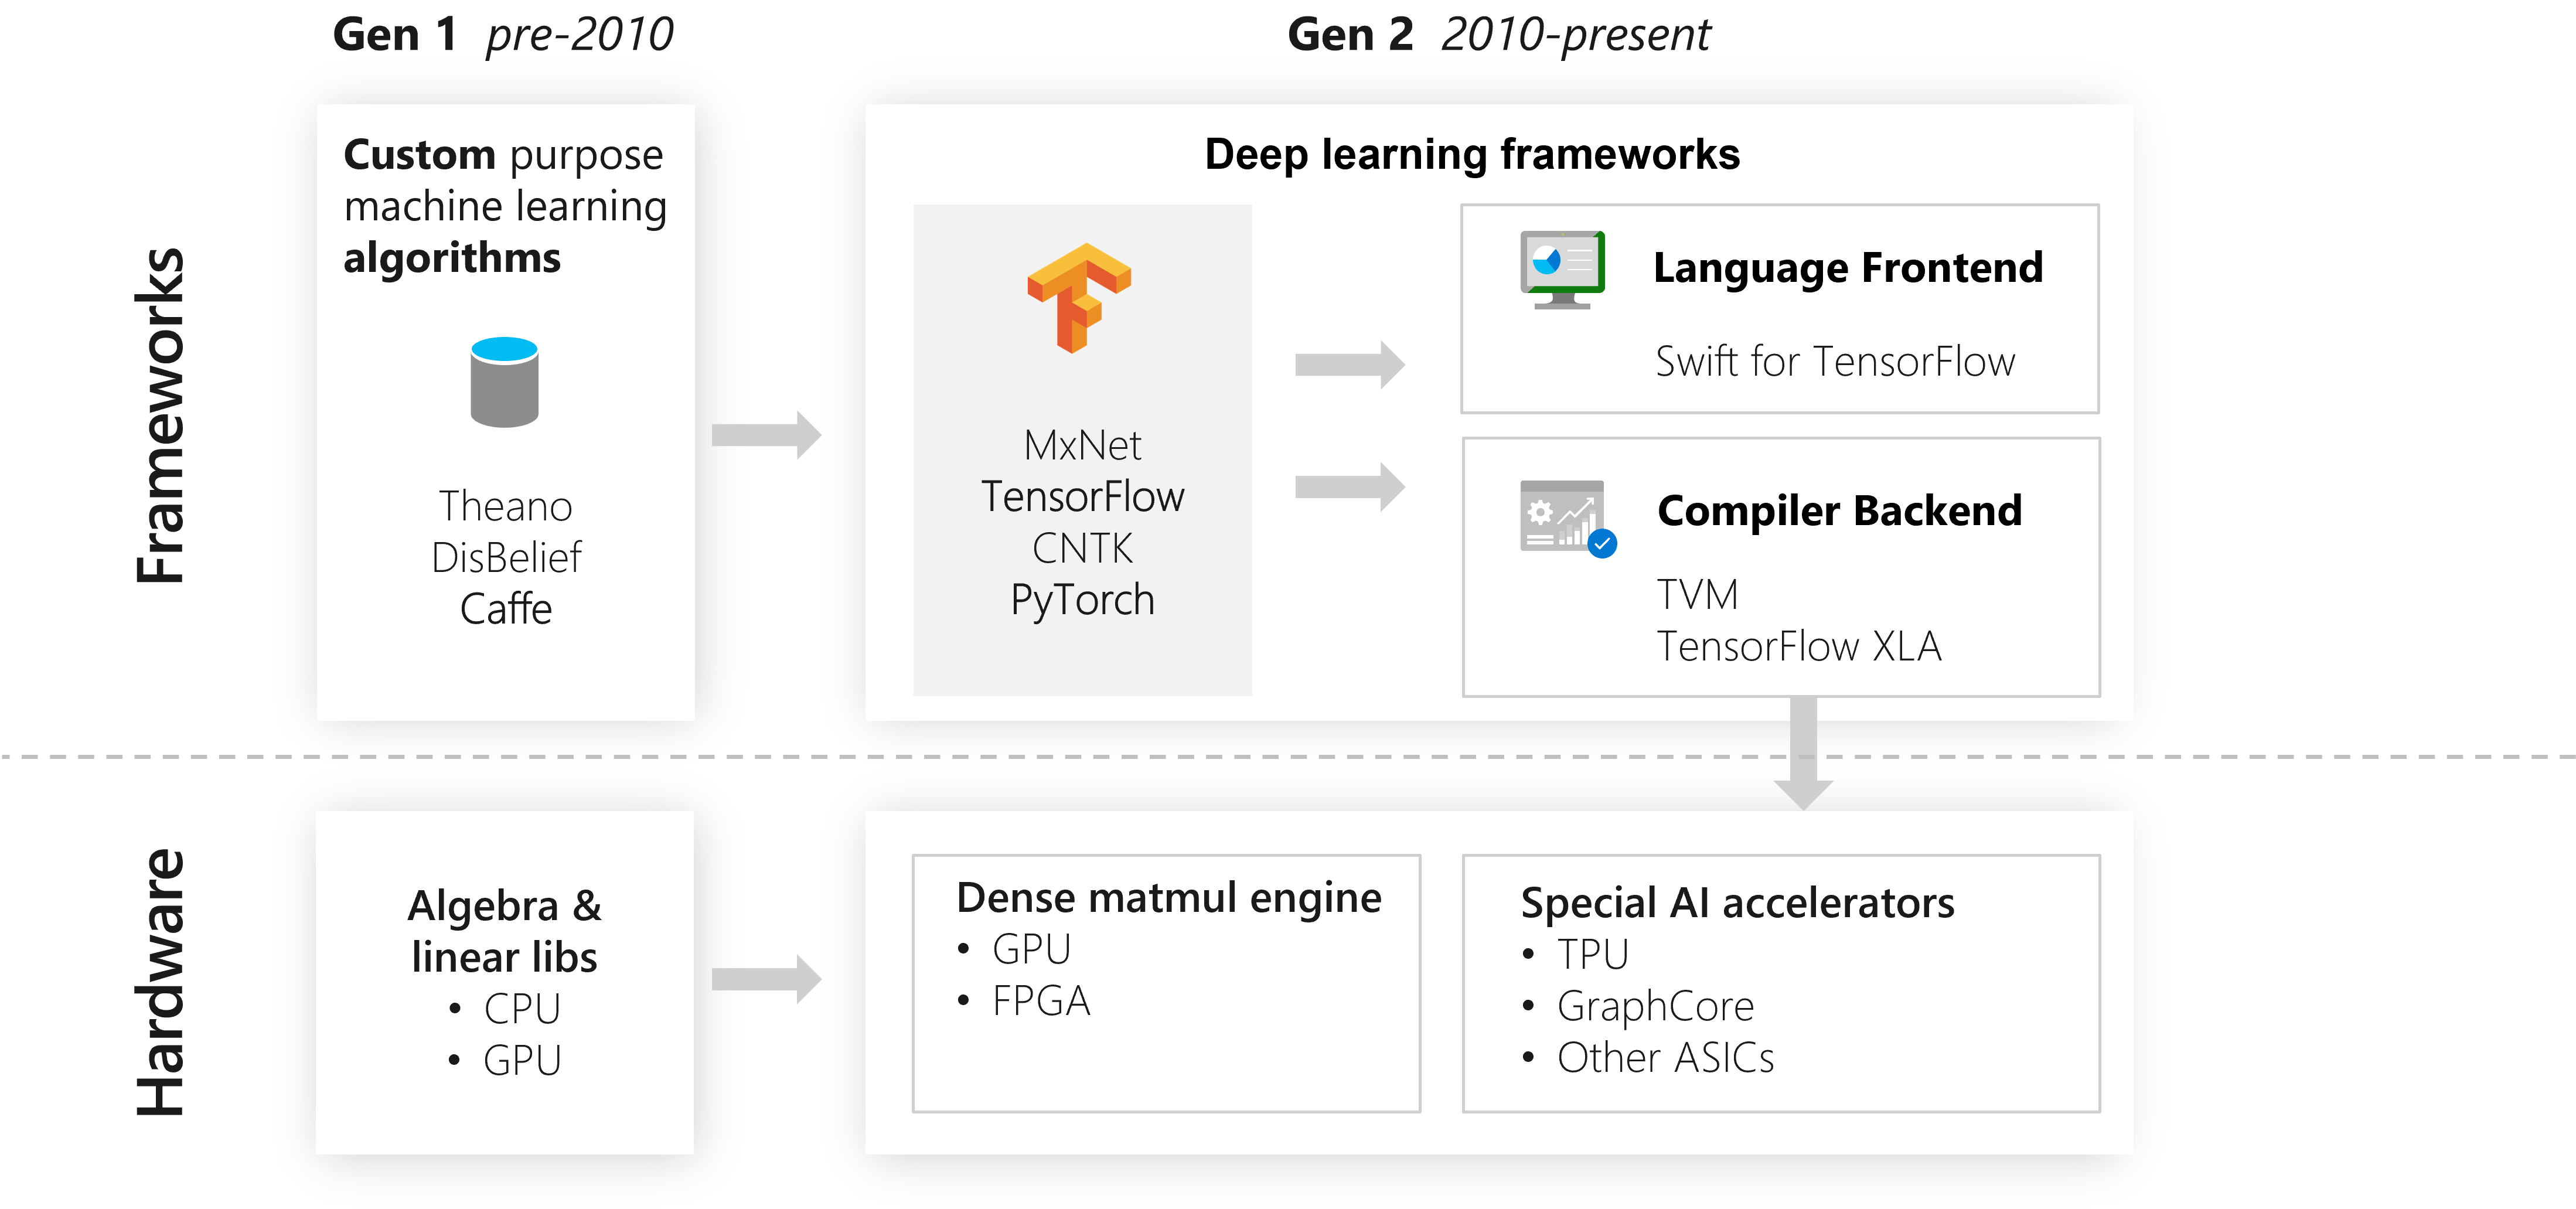 Gen 1 pre-2010
Gen 2 2010-present
Frameworks
Custom purpose
machine learning
algorithms
Theano
DisBelief
Caffe
Deep learning frameworks
MxNet
TensorFlow
CNTK
PyTorch
Language Frontend
Swift for TensorFlow
Compiler Backend
TVM
TensorFlow XLA
Hardware
Algebra &
linear libs
• CPU
• GPU
Dense matmul engine
• GPU
• FPGA
Special AI accelerators
• TPU
• GraphCore
• Other ASICs